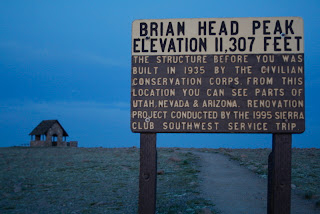 BRIAN HEAD PEAK
ELEVATION 11,307 FEET
THE STRUCTURE BEFORE YOU WAS
BUILT IN 1935 BY THE CIVILIAN
CONSERVATION CORPS. FROM THIS
LOCATION YOU CAN SEE PARTS OF
UTAH, NEVADA & ARIZONA. RENOVATION
PROJECT CONDUCTED BY THE 1995 SIERRA
CLUB SOUTHWEST SERVICE TRIP